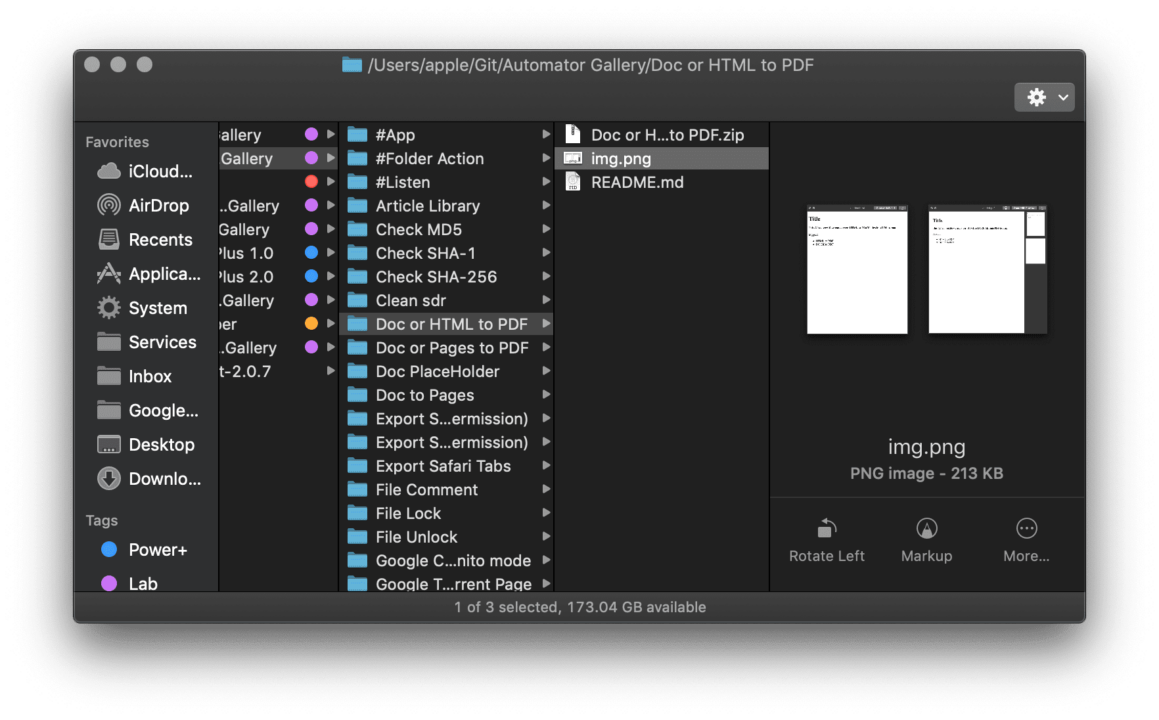 /Users/apple/Git/Automator Gallery/Doc or HTML to PDF
Favorites
iCloud...
AirDrop
Recents
Applica...
System
Services
Inbox
Google...
Desktop
Downlo...
Tags
Power+
Lab
allery
Gallery
...Gallery
Gallery
Plus 1.0
Plus 2.0
.Gallery
per
...Gallery
t-2.0.7
#App
#Folder Action
#Listen
Article Library
Check MD5
Check SHA-1
Check SHA-256
Clean sdr
Doc or HTML to PDF
Doc or Pages to PDF
Doc PlaceHolder
Doc to Pages
Export S...ermission)
Export S...ermission)
Export Safari Tabs
File Comment
File Lock
File Unlock
Google C...nito mode
Google T...rrent Page
Doc or H...to PDF.zip
img.png
README.md
Title
Title
img.png
PNG image - 213 KB
Rotate Left
Markup
More...
1 of 3 selected, 173.04 GB available